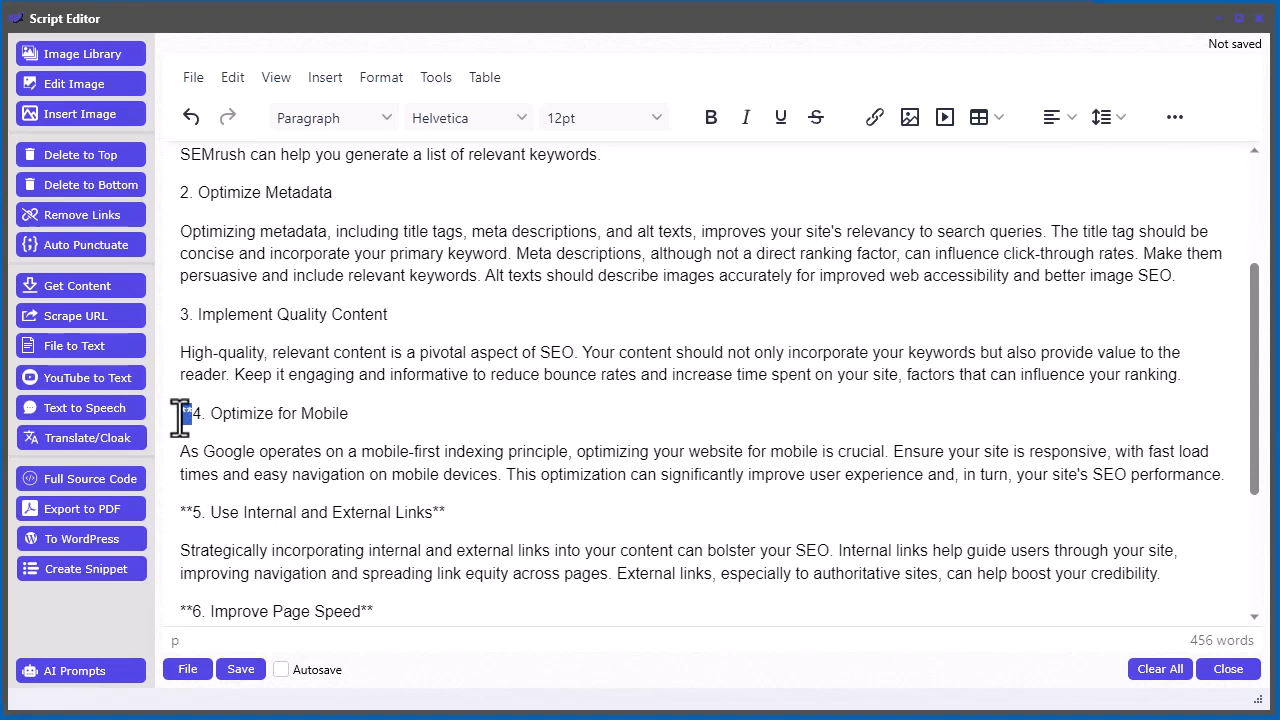 Script Editor
Not saved
Image Library
Edit Image
Insert Image
Delete to Top
Delete to Bottom
Remove Links
Auto Punctuate
Get Content
Scrape URL
File to Text
YouTube to Text
Text to Speech
Translate/Cloak
Full Source Code
Export to PDF
To WordPress
Create Snippet
AI Prompts
File Edit View Insert Format Tools Table
Paragraph Helvetica 12pt
SEMrush can help you generate a list of relevant keywords.
2. Optimize Metadata
Optimizing metadata, including title tags, meta descriptions, and alt texts, improves your site's relevancy to search queries. The title tag should be
concise and incorporate your primary keyword. Meta descriptions, although not a direct ranking factor, can influence click-through rates. Make them
persuasive and include relevant keywords. Alt texts should describe images accurately for improved web accessibility and better image SEO.
3. Implement Quality Content
High-quality, relevant content is a pivotal aspect of SEO. Your content should not only incorporate your keywords but also provide value to the
reader. Keep it engaging and informative to reduce bounce rates and increase time spent on your site, factors that can influence your ranking.
**4. Optimize for Mobile
As Google operates on a mobile-first indexing principle, optimizing your website for mobile is crucial. Ensure your site is responsive, with fast load
times and easy navigation on mobile devices. This optimization can significantly improve user experience and, in turn, your site's SEO performance.
**5. Use Internal and External Links**
Strategically incorporating internal and external links into your content can bolster your SEO. Internal links help guide users through your site,
improving navigation and spreading link equity across pages. External links, especially to authoritative sites, can help boost your credibility.
**6. Improve Page Speed**
p
456 words
File Save Autosave Clear All Close